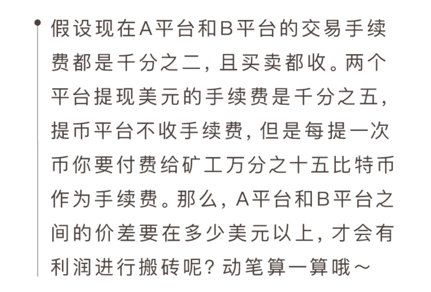 假设现在A平台和B平台的交易手续
费都是千分之二，且买卖都收。两个
平台提现美元的手续费是千分之五，
提币平台不收手续费，但是每提一次
币你要付费给矿工万分之十五比特币
作为手续费。那么，A平台和B平台之
间的价差要在多少美元以上，才会有
利润进行搬砖呢？动笔算一算哦～